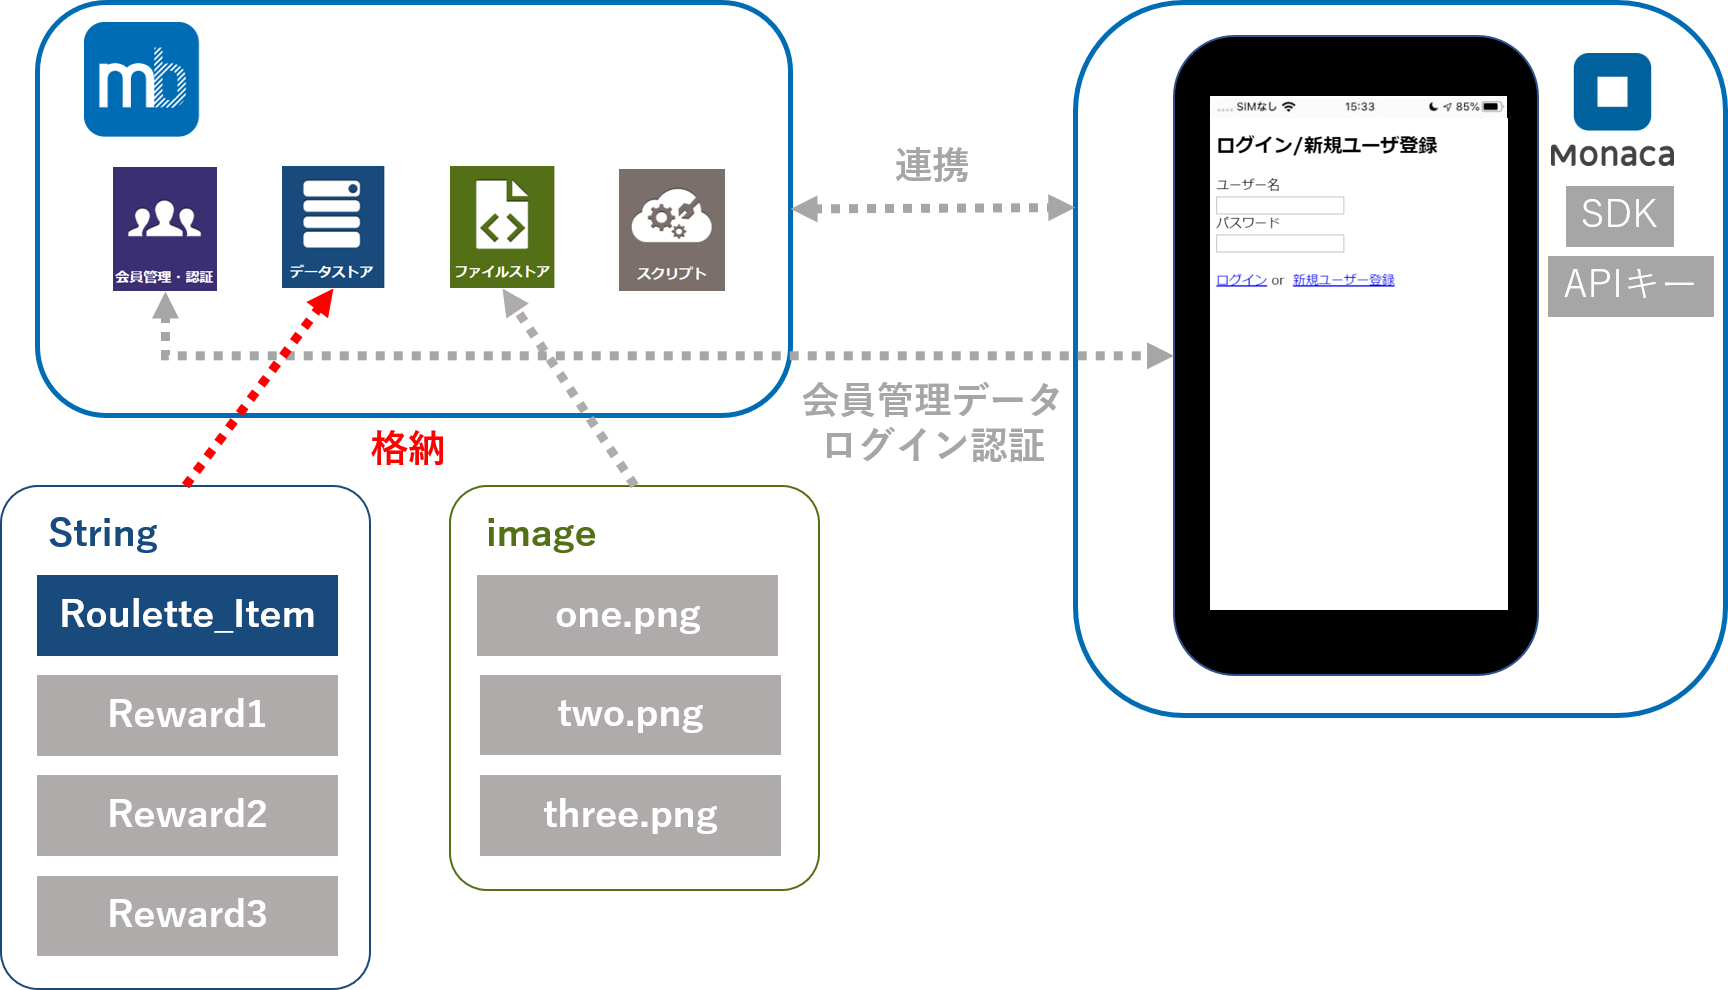 mb
会員管理・認証
データストア
ファイルストア
スクリプト
連携
会員管理データ
ログイン認証
格納
String
Roulette_Item
Reward1
Reward2
Reward3
image
one.png
two.png
three.png
SIMなし 15:33 85%
ログイン/新規ユーザ登録
ユーザー名
パスワード
ログイン or 新規ユーザー登録
Monaca
SDK
APIキー